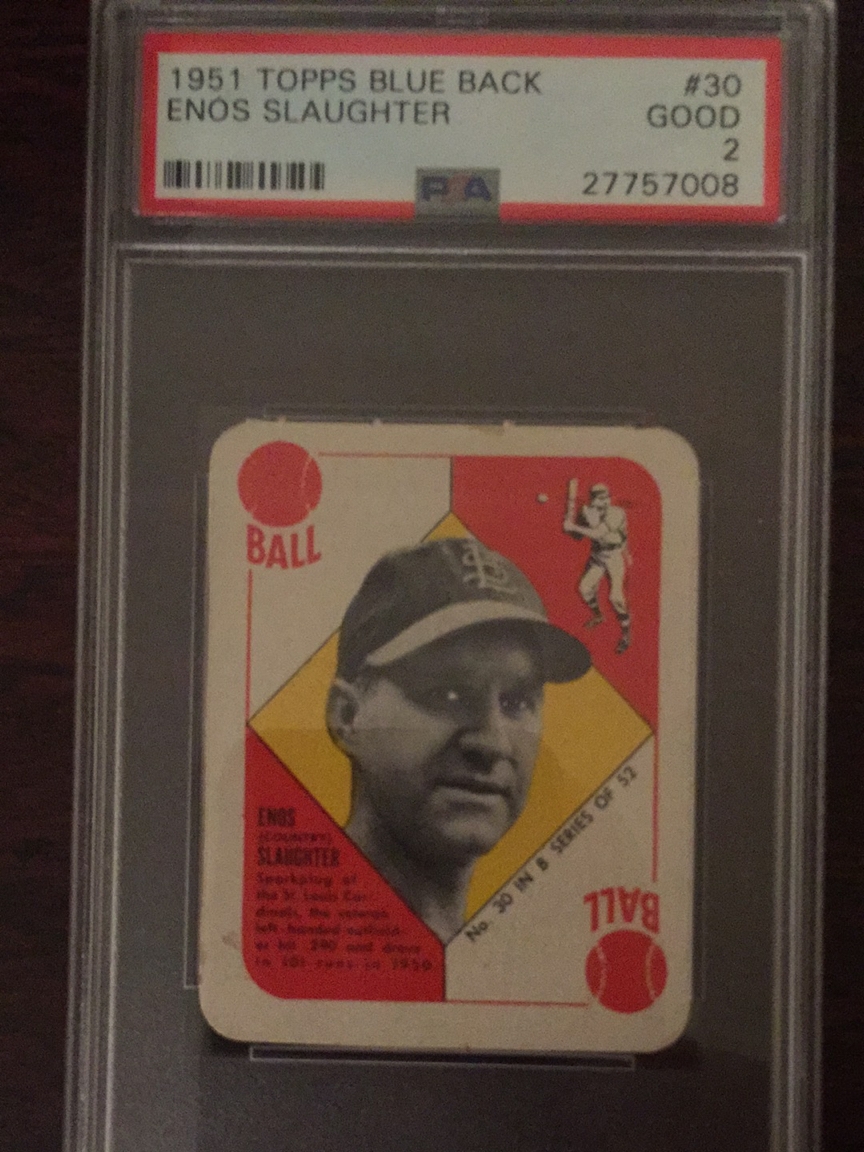 1951 TOPPS BLUE BACK #30
ENOS SLAUGHTER GOOD
2
27757008
PSA
BALL
ENOS
(COUNTRY)
SLAUGHTER
Sparkplug of
the St. Louis Car-
dinals, the veteran
left-handed outfield-
er hit .290 and drove
in 101 runs in 1950.
No. 30 IN B SERIES OF 52
BALL